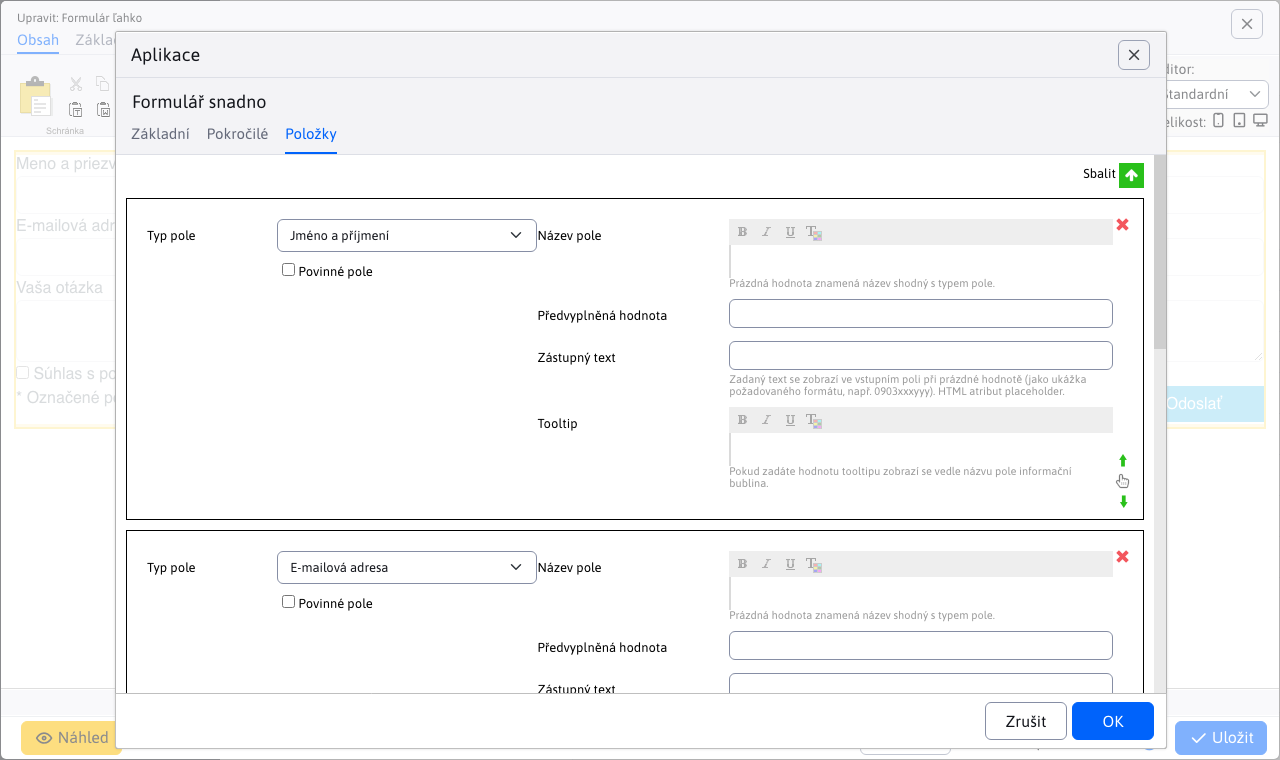 Upravit: Formulár ľahko
Obsah
Aplikace
Formulář snadno
Základní Pokročilé Položky
ditor:
Standardní
elikost:
Schránka
Sbalit
Typ pole
Jméno a příjmení
Povinné pole
Název pole
B I U T
Prázdná hodnota znamená název shodný s typem pole.
Předvyplněná hodnota
Zástupný text
Zadaný text se zobrazí ve vstupním poli při prázdné hodnotě (jako ukázka
požadovaného formátu, např. 0903xxxyyy). HTML atribut placeholder.
Tooltip
B I U T
Pokud zadáte hodnotu tooltipu zobrazí se vedle názvu pole informační
bublina.
Typ pole
E-mailová adresa
Povinné pole
Název pole
B I U T
Prázdná hodnota znamená název shodný s typem pole.
Předvyplněná hodnota
Zástupný text
Meno a priezv
E-mailová adr
Vaša otázka
Súhlas s po
* Označené po
Odoslať
Zrušit
OK
Náhled
Uložit